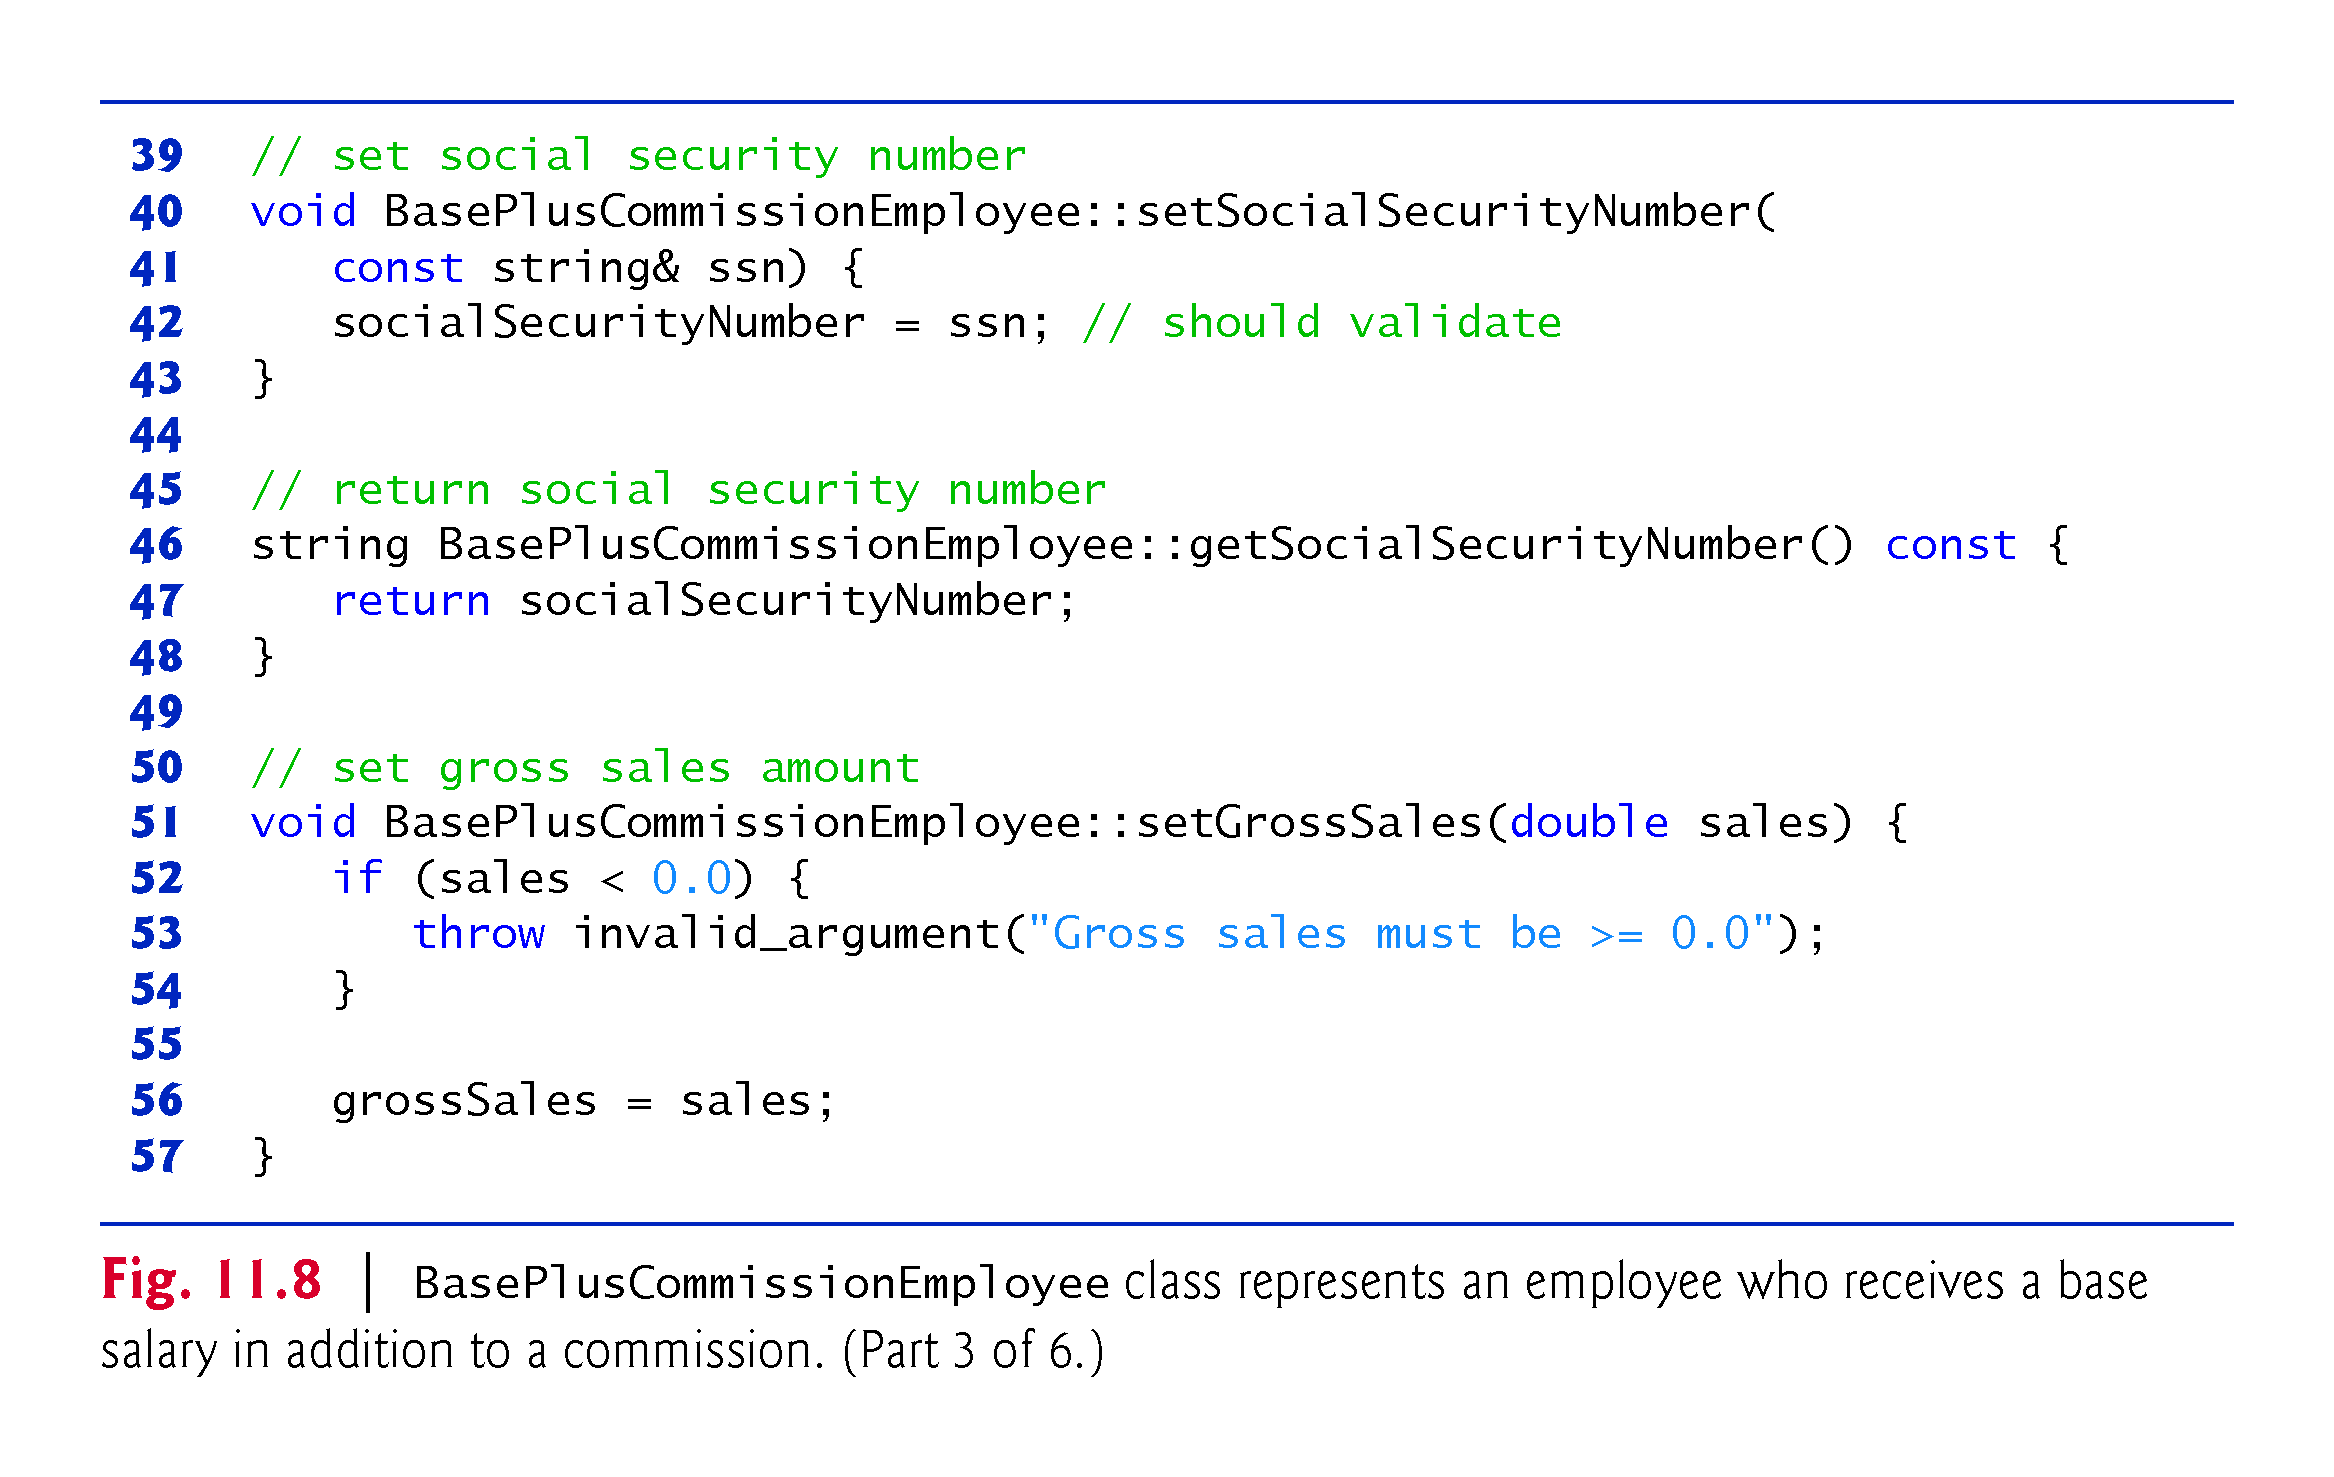 39 // set social security number
40 void BasePlusCommissionEmployee::setSocialSecurityNumber(
41    const string& ssn) {
42    socialSecurityNumber = ssn; // should validate
43 }
44
45 // return social security number
46 string BasePlusCommissionEmployee::getSocialSecurityNumber() const {
47    return socialSecurityNumber;
48 }
49
50 // set gross sales amount
51 void BasePlusCommissionEmployee::setGrossSales(double sales) {
52    if (sales < 0.0) {
53       throw invalid_argument("Gross sales must be >= 0.0");
54    }
55
56    grossSales = sales;
57 }
Fig. 11.8 | BasePlusCommissionEmployee class represents an employee who receives a base
salary in addition to a commission. (Part 3 of 6.)